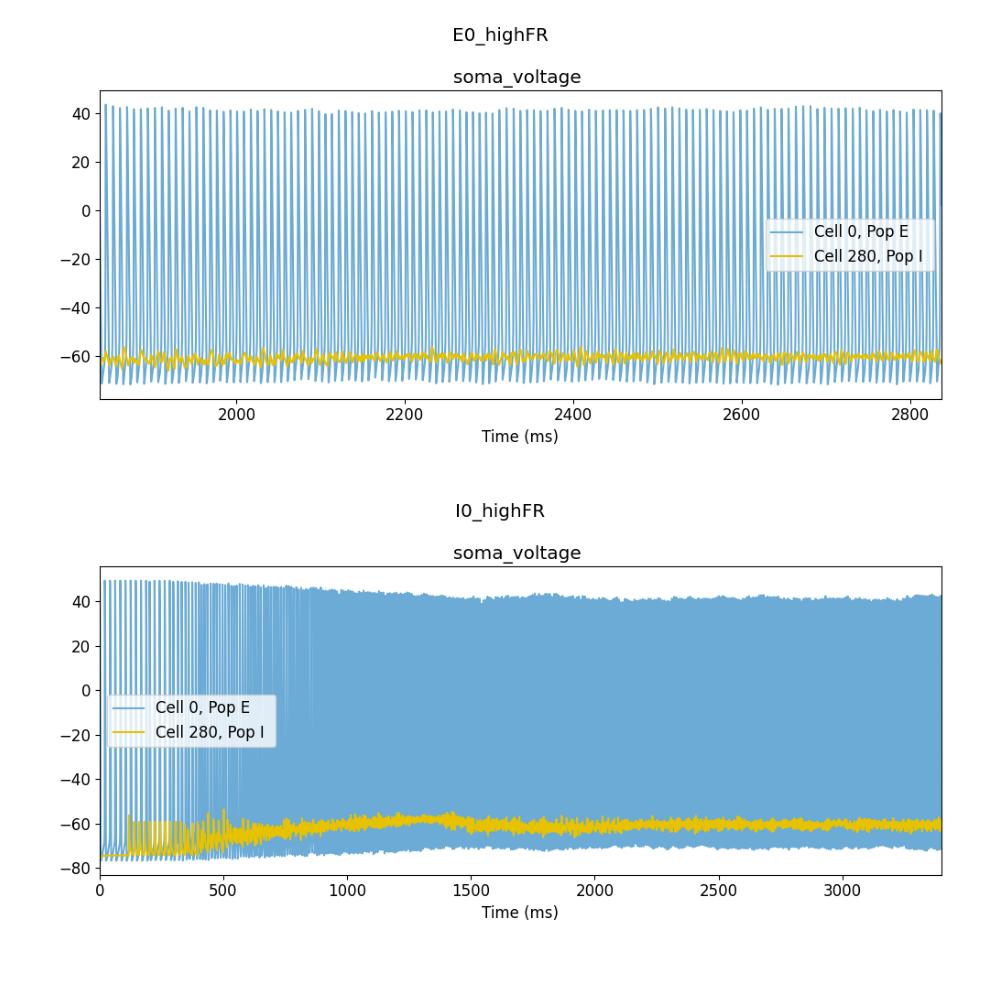 E0_highFR
soma_voltage
40
20
0
−20
−40
−60
Cell 0, Pop E
Cell 280, Pop I
2000 2200 2400 2600 2800
Time (ms)
I0_highFR
soma_voltage
40
20
0
−20
−40
−60
−80
Cell 0, Pop E
Cell 280, Pop I
0 500 1000 1500 2000 2500 3000
Time (ms)